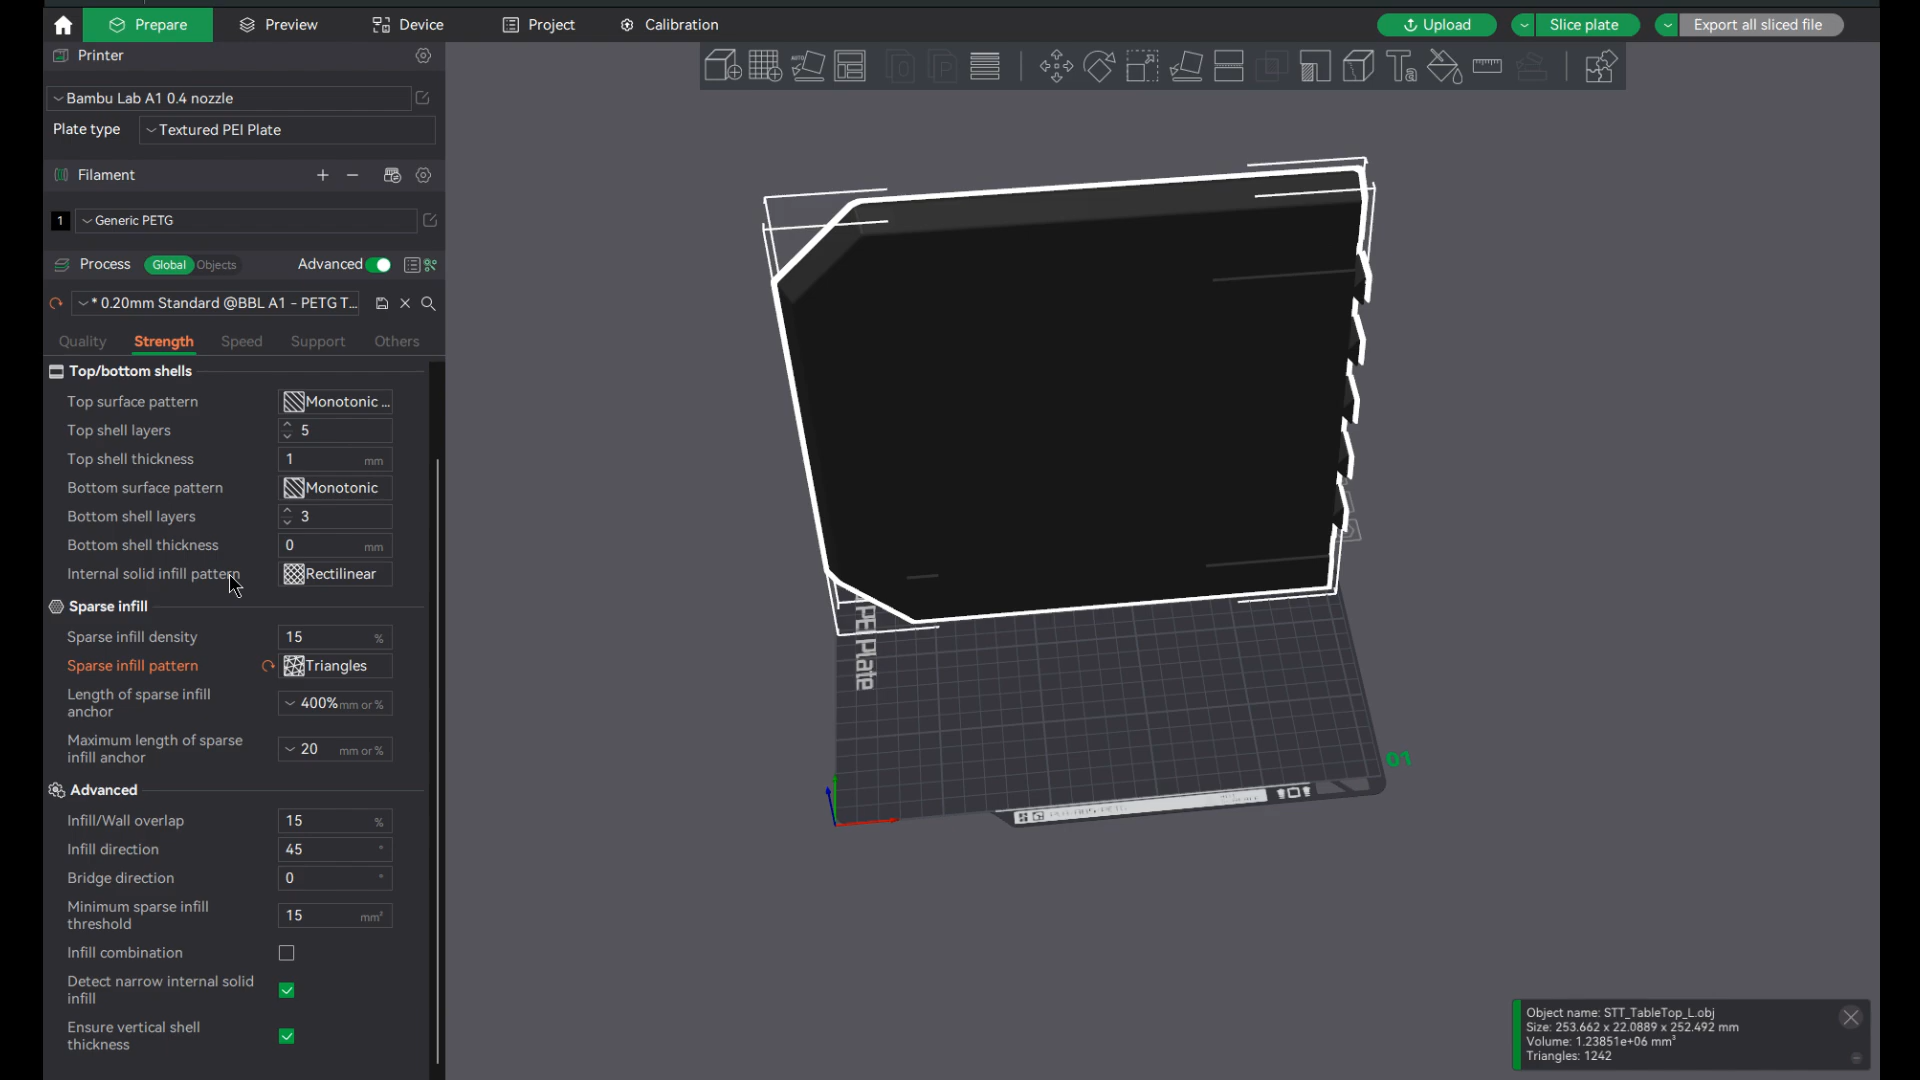 Prepare
Preview
Device
Project
Calibration
Upload
Slice plate
Export all sliced file
Printer
Bambu Lab A1 0.4 nozzle
Plate type
Textured PEI Plate
Filament
1
Generic PETG
Process
Global
Objects
Advanced
* 0.20mm Standard @BBL A1 - PETG T...
Quality
Strength
Speed
Support
Others
Top/bottom shells
Top surface pattern
Monotonic ...
Top shell layers
5
Top shell thickness
1 mm
Bottom surface pattern
Monotonic
Bottom shell layers
3
Bottom shell thickness
0 mm
Internal solid infill pattern
Rectilinear
Sparse infill
Sparse infill density
15 %
Sparse infill pattern
Triangles
Length of sparse infill
anchor
400% mm or %
Maximum length of sparse
infill anchor
20 mm or %
Advanced
Infill/Wall overlap
15 %
Infill direction
45 °
Bridge direction
0 °
Minimum sparse infill
threshold
15 mm²
Infill combination
Detect narrow internal solid
infill
Ensure vertical shell
thickness
PEI Plate
01
Object name: STT_TableTop_L.obj
Size: 253.662 x 22.0889 x 252.492 mm
Volume: 1.23851e+06 mm³
Triangles: 1242